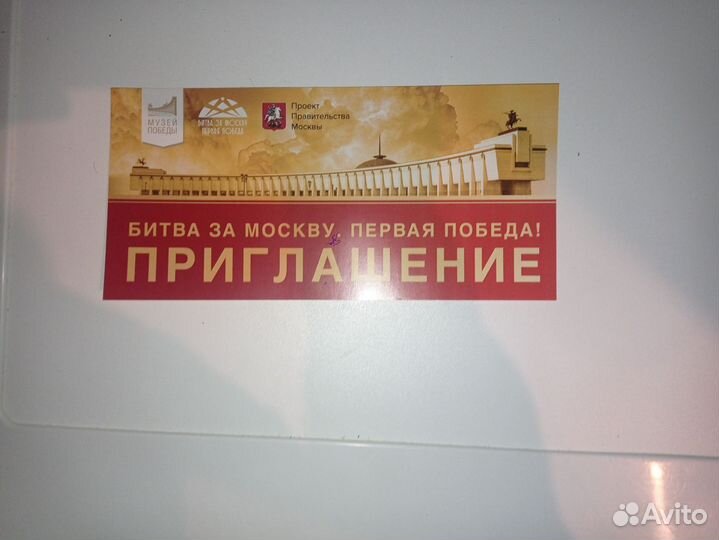 МУЗЕЙ
ПОБЕДЫ
БИТВА ЗА МОСКВУ
ПЕРВАЯ ПОБЕДА
Проект
Правительства
Москвы
БИТВА ЗА МОСКВУ. ПЕРВАЯ ПОБЕДА!
ПРИГЛАШЕНИЕ
Avito